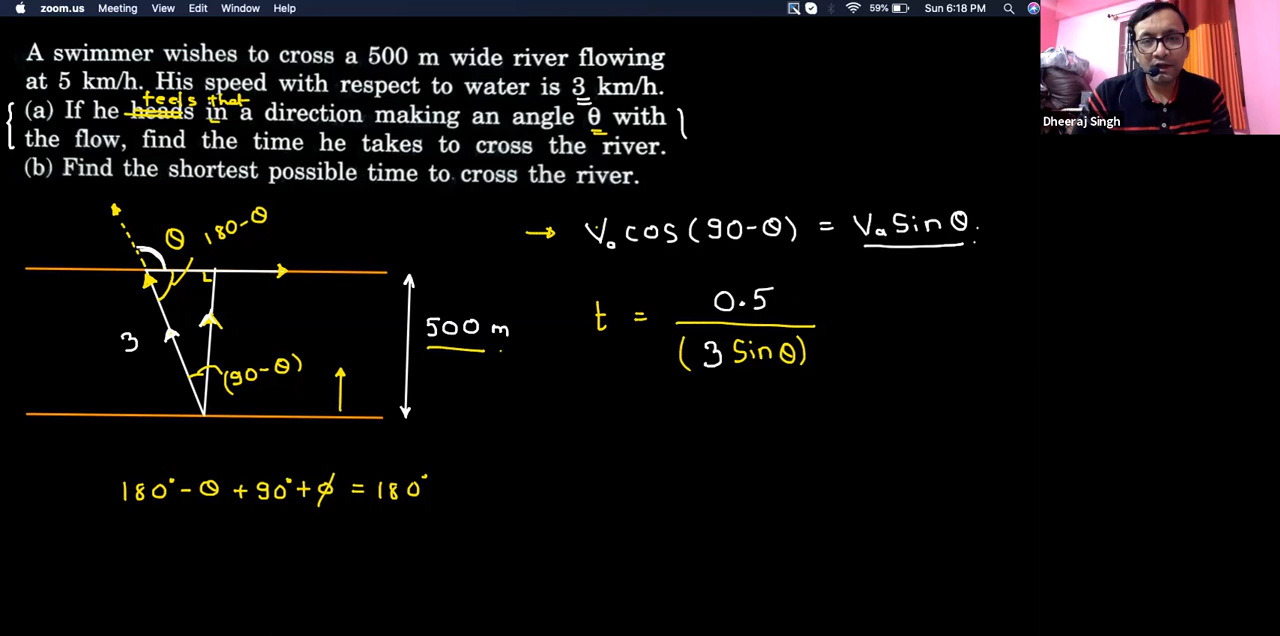 zoom.us Meeting View Edit Window Help 59% Sun 6:18 PM
A swimmer wishes to cross a 500 m wide river flowing
at 5 km/h. His speed with respect to water is 3 km/h.
feels that
(a) If he heads in a direction making an angle θ with
the flow, find the time he takes to cross the river.
(b) Find the shortest possible time to cross the river.
Dheeraj Singh
θ 180-θ
→ V₀ cos(90-θ) = Vₐ Sin θ.
t = 0.5 / (3 Sin θ)
500 m
3
(90-θ)
180° - θ + 90° + ϕ = 180°